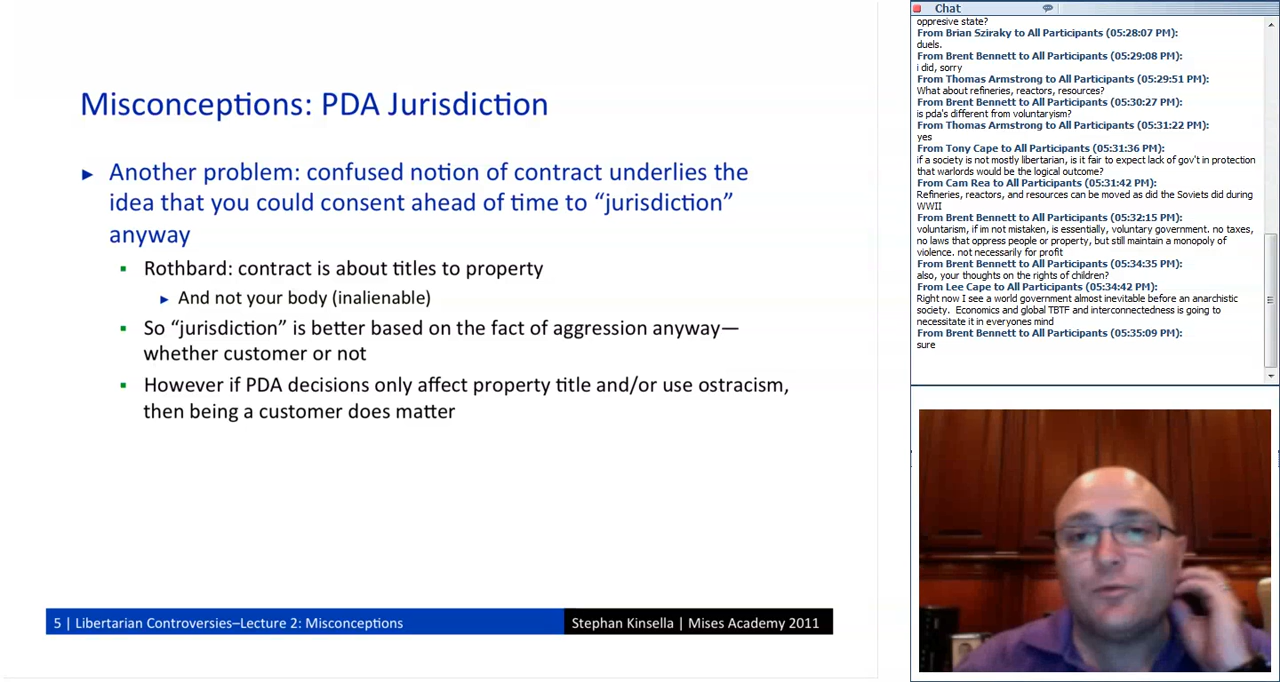 Misconceptions: PDA Jurisdiction
► Another problem: confused notion of contract underlies the
idea that you could consent ahead of time to “jurisdiction”
anyway
▪ Rothbard: contract is about titles to property
► And not your body (inalienable)
▪ So “jurisdiction” is better based on the fact of aggression anyway—
whether customer or not
▪ However if PDA decisions only affect property title and/or use ostracism,
then being a customer does matter
5 | Libertarian Controversies–Lecture 2: Misconceptions
Stephan Kinsella | Mises Academy 2011
Chat
oppresive state?
From Brian Sziraky to All Participants (05:28:07 PM):
duels.
From Brent Bennett to All Participants (05:29:08 PM):
i did, sorry
From Thomas Armstrong to All Participants (05:29:51 PM):
What about refineries, reactors, resources?
From Brent Bennett to All Participants (05:30:27 PM):
is pda's different from voluntaryism?
From Thomas Armstrong to All Participants (05:31:22 PM):
yes
From Tony Cape to All Participants (05:31:36 PM):
if a society is not mostly libertarian, is it fair to expect lack of gov't in protection
that warlords would be the logical outcome?
From Cam Rea to All Participants (05:31:42 PM):
Refineries, reactors, and resources can be moved as did the Soviets did during
WWII
From Brent Bennett to All Participants (05:32:15 PM):
voluntarism, if im not mistaken, is essentially, voluntary government. no taxes,
no laws that oppress people or property, but still maintain a monopoly of
violence. not necessarily for profit
From Brent Bennett to All Participants (05:34:35 PM):
also, your thoughts on the rights of children?
From Lee Cape to All Participants (05:34:42 PM):
Right now I see a world government almost inevitable before an anarchistic
society. Economics and global TBTF and interconnectedness is going to
necessitate it in everyones mind
From Brent Bennett to All Participants (05:35:09 PM):
sure